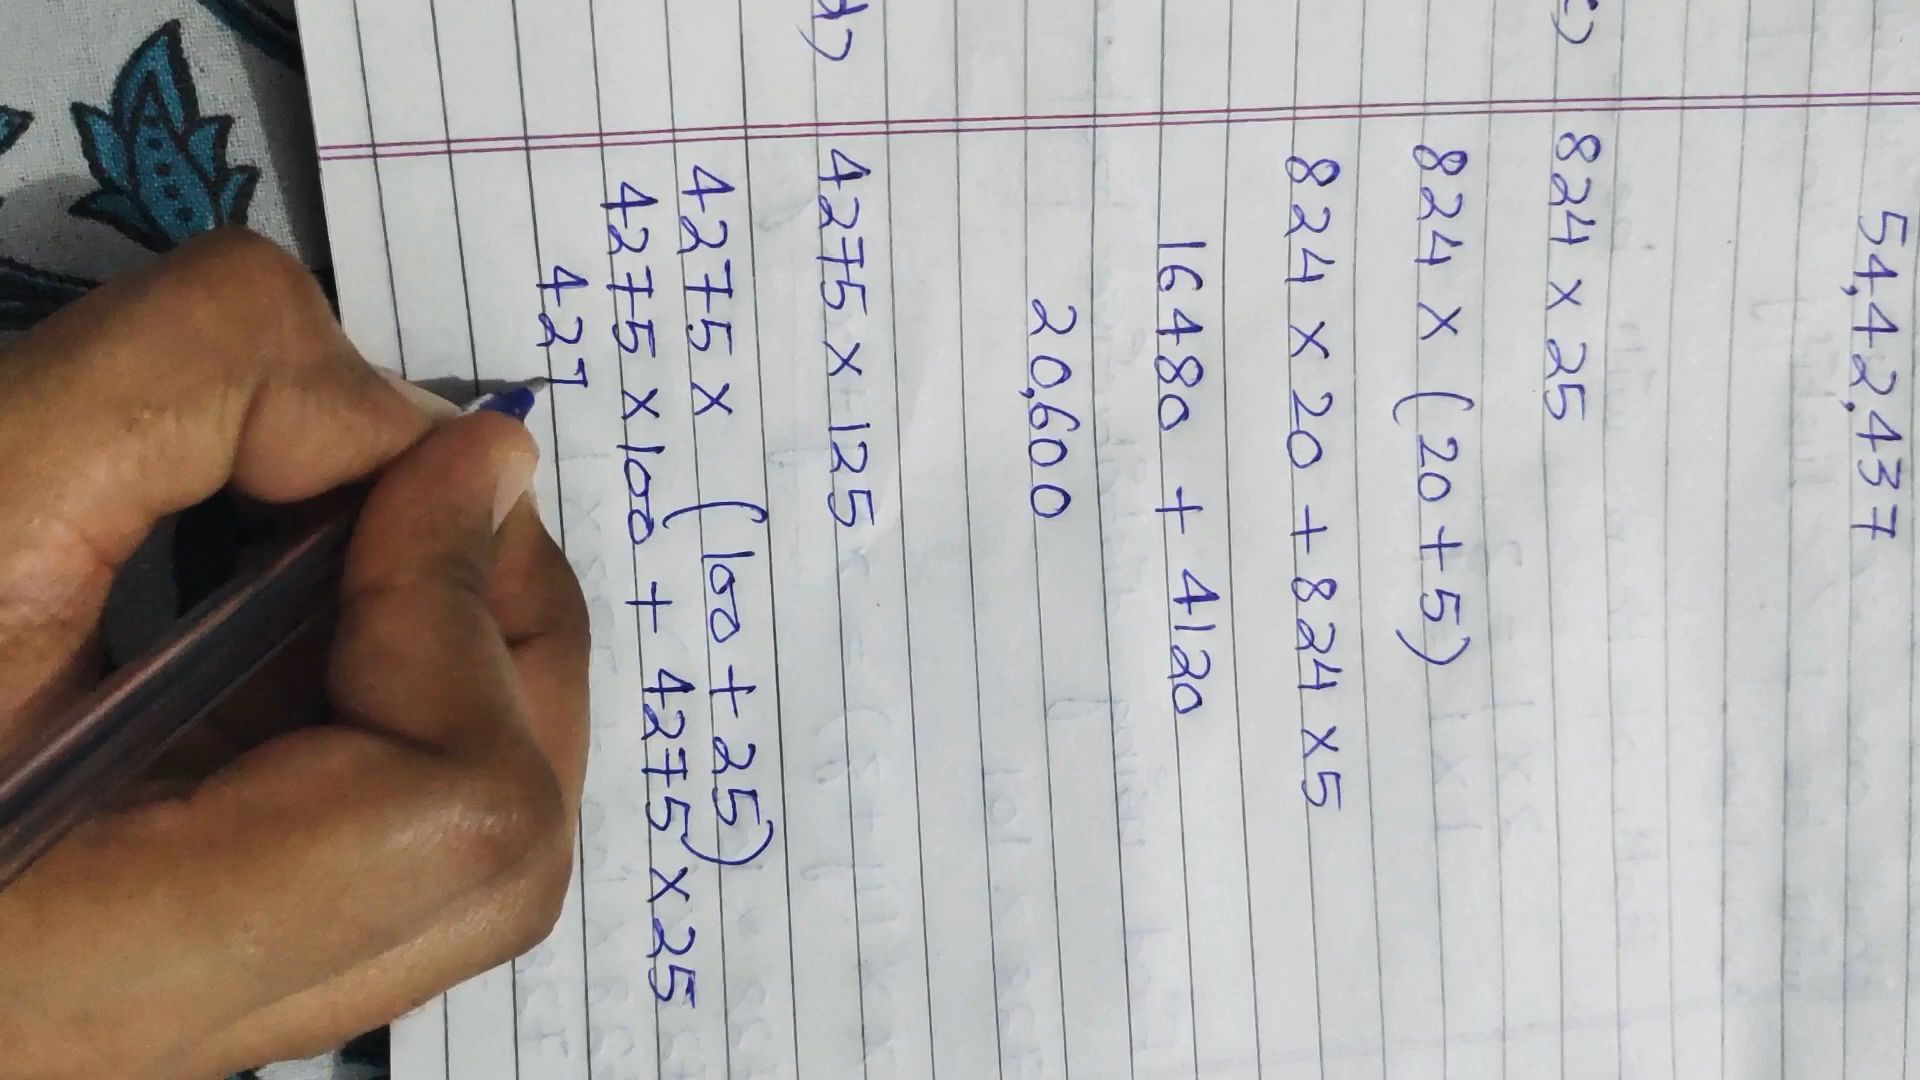 54,42,437
c) 824 × 25
824 × (20 + 5)
824 × 20 + 824 × 5
16480 + 4120
20,600
d) 4275 × 125
4275 × (100 + 25)
4275 × 100 + 4275 × 25
427